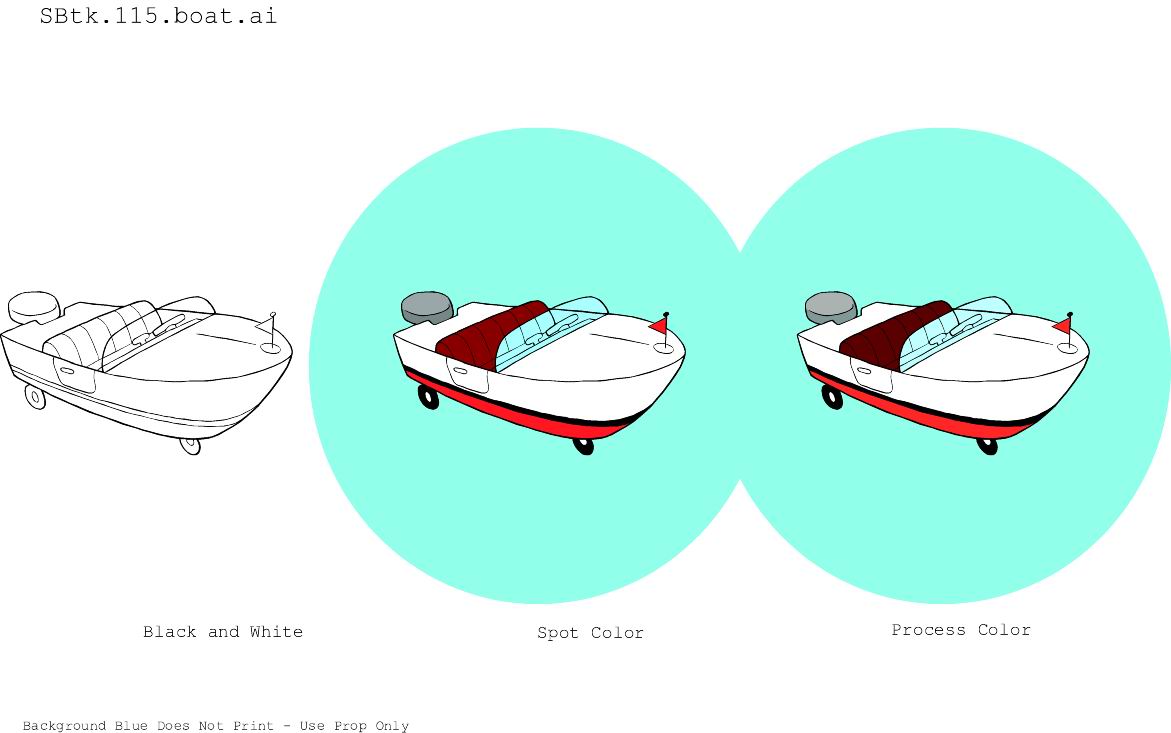 SBtk.115.boat.ai
Black and White
Spot Color
Process Color
Background Blue Does Not Print - Use Prop Only